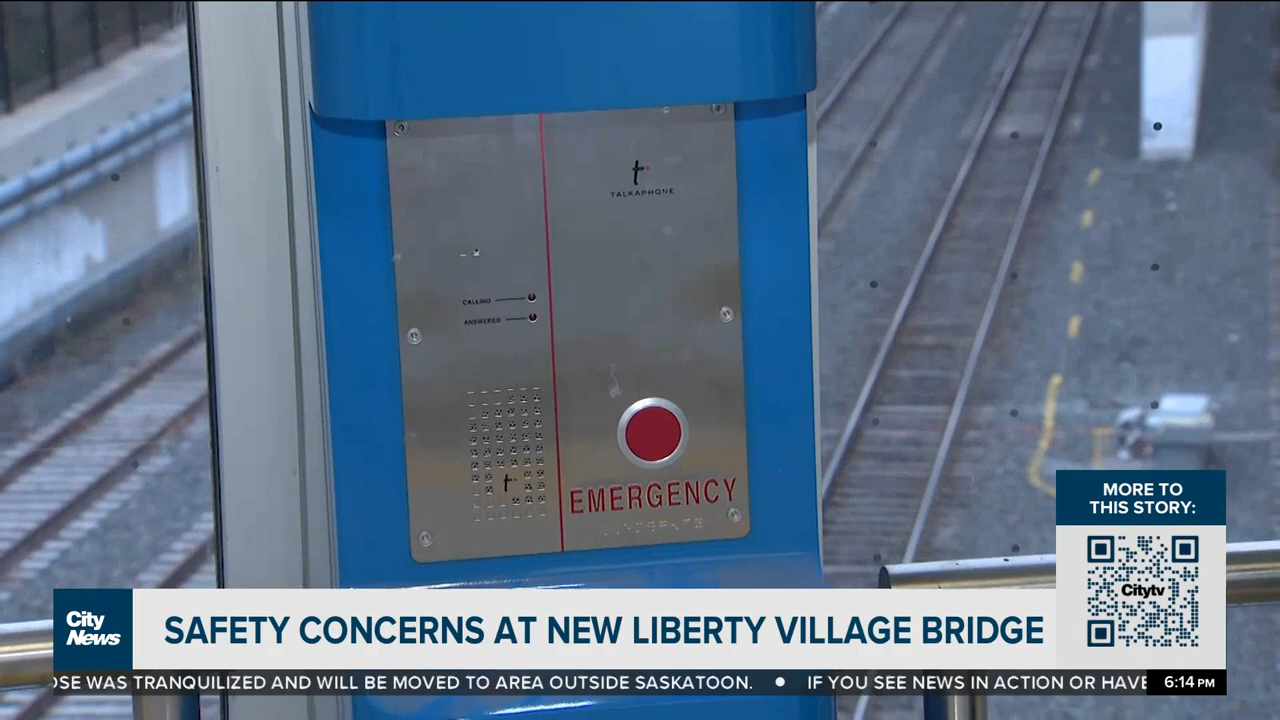 t
TALKAPHONE
CALLING
ANSWERED
t
EMERGENCY
MORE TO
THIS STORY:
Citytv
City
News
SAFETY CONCERNS AT NEW LIBERTY VILLAGE BRIDGE
OSE WAS TRANQUILIZED AND WILL BE MOVED TO AREA OUTSIDE SASKATOON. • IF YOU SEE NEWS IN ACTION OR HAVE
6:14 PM